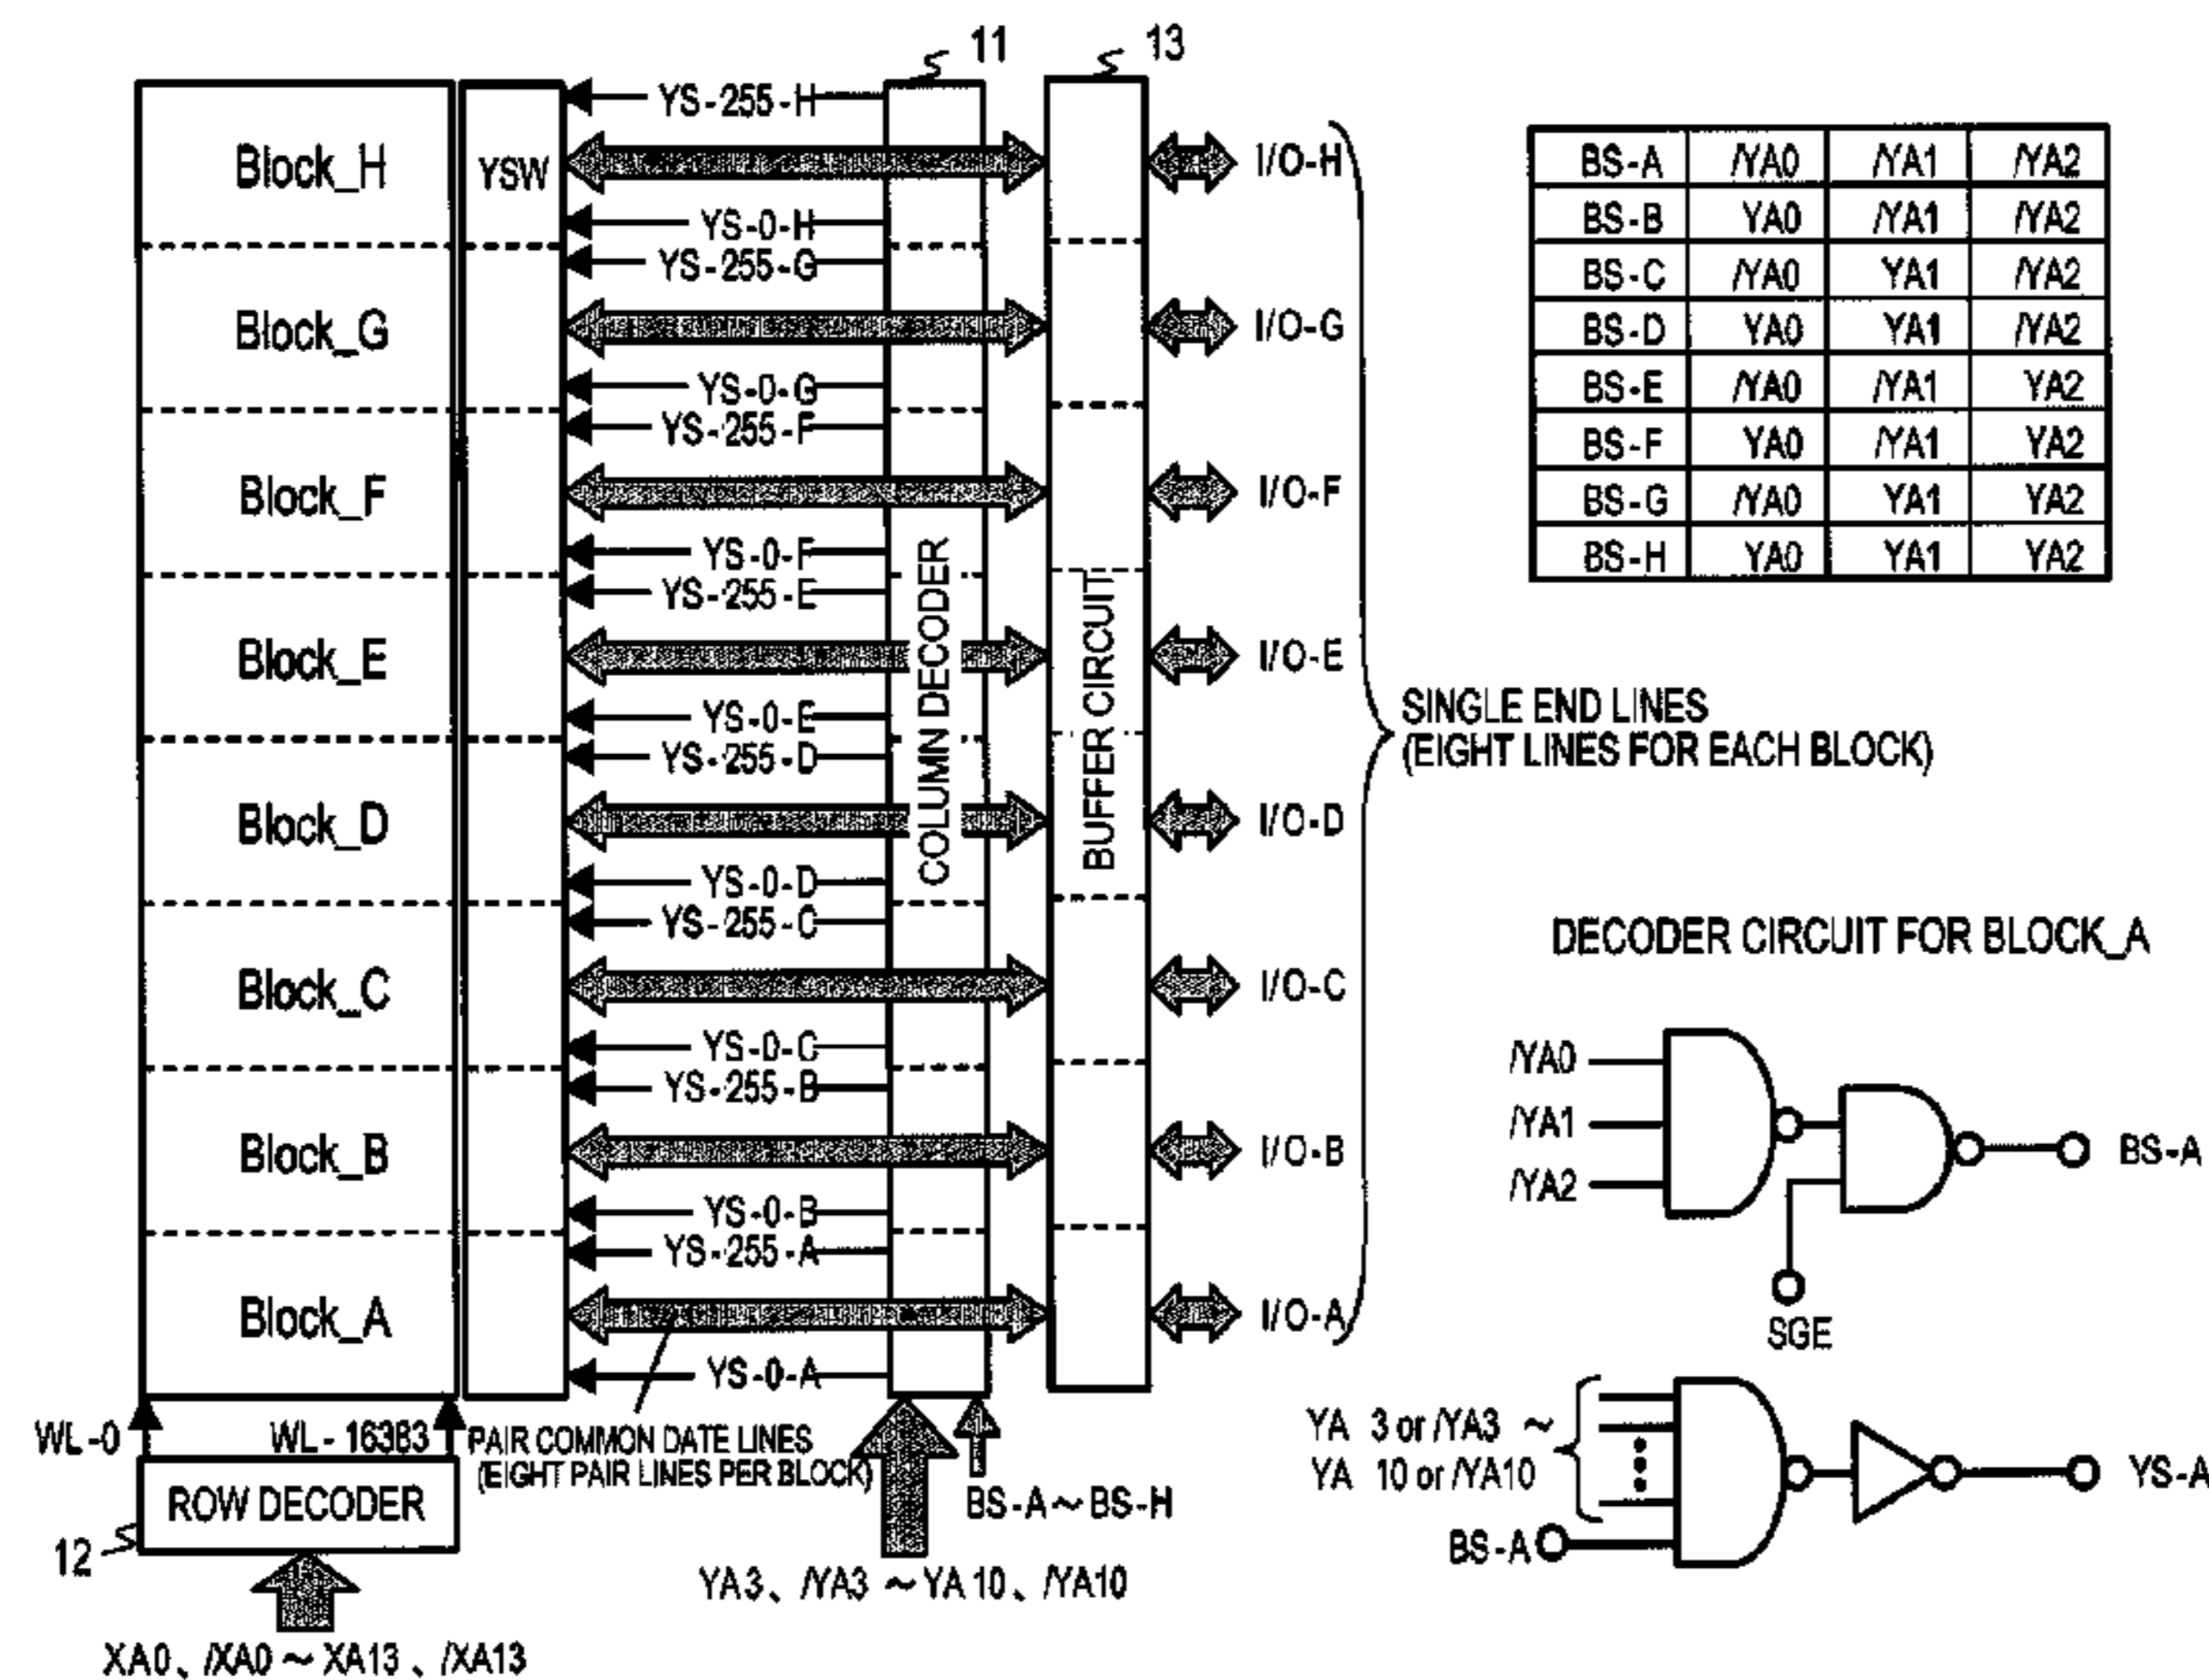 11
13
YS-255-H
Block_H
YSW
I/O-H
YS-0-H
YS-255-G
Block_G
I/O-G
YS-0-G
YS-255-F
Block_F
I/O-F
YS-0-F
YS-255-E
Block_E
I/O-E
YS-0-E
YS-255-D
Block_D
I/O-D
YS-0-D
YS-255-C
Block_C
I/O-C
YS-0-C
YS-255-B
Block_B
I/O-B
YS-0-B
YS-255-A
Block_A
I/O-A
YS-0-A
COLUMN DECODER
BUFFER CIRCUIT
SINGLE END LINES
(EIGHT LINES FOR EACH BLOCK)
WL-0
WL-16383
PAIR COMMON DATE LINES
(EIGHT PAIR LINES PER BLOCK)
ROW DECODER
12
BS-A～BS-H
YA3、/YA3 ～YA10、/YA10
XA0、/XA0 ～ XA13、/XA13
BS-A /YA0 /YA1 /YA2
BS-B YA0 /YA1 /YA2
BS-C /YA0 YA1 /YA2
BS-D YA0 YA1 /YA2
BS-E /YA0 /YA1 YA2
BS-F YA0 /YA1 YA2
BS-G /YA0 YA1 YA2
BS-H YA0 YA1 YA2
DECODER CIRCUIT FOR BLOCK_A
/YA0
/YA1
/YA2
BS-A
SGE
YA 3 or /YA3 ～
YA 10 or /YA10
BS-A
YS-A